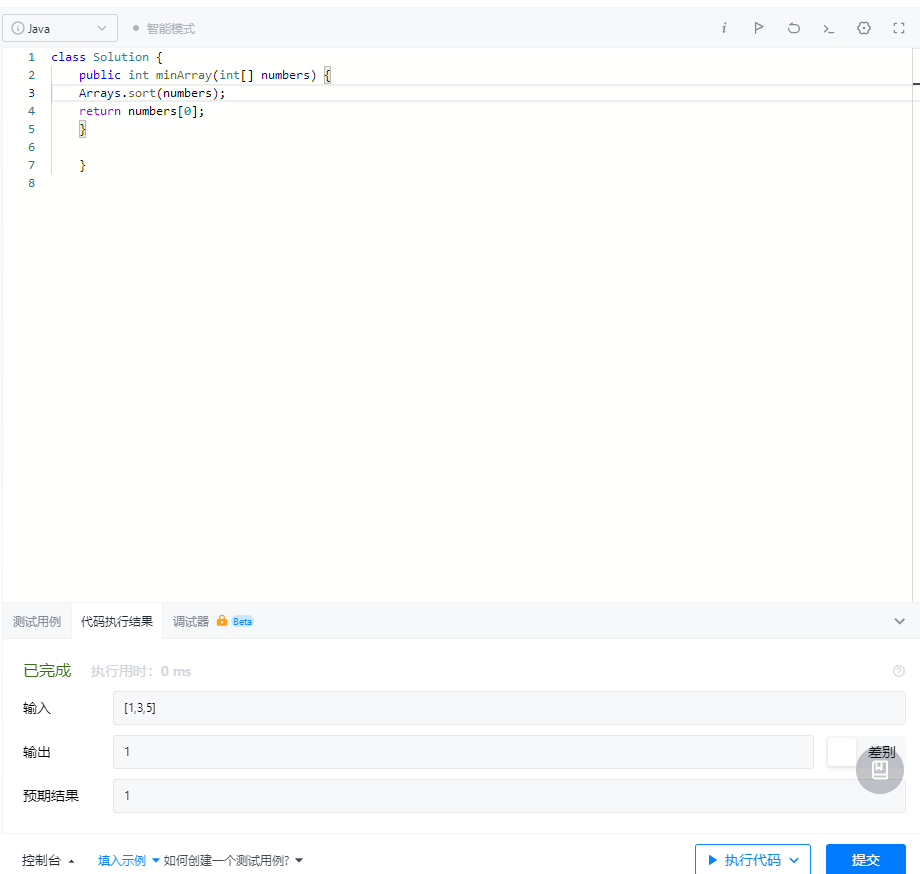 Java
智能模式
1 class Solution {
2 public int minArray(int[] numbers) {
3 Arrays.sort(numbers);
4 return numbers[0];
5 }
6
7 }
8
测试用例 代码执行结果 调试器 Beta
已完成 执行用时: 0 ms
输入 [1,3,5]
输出 1 差别
预期结果 1
控制台 填入示例 如何创建一个测试用例? 执行代码 提交